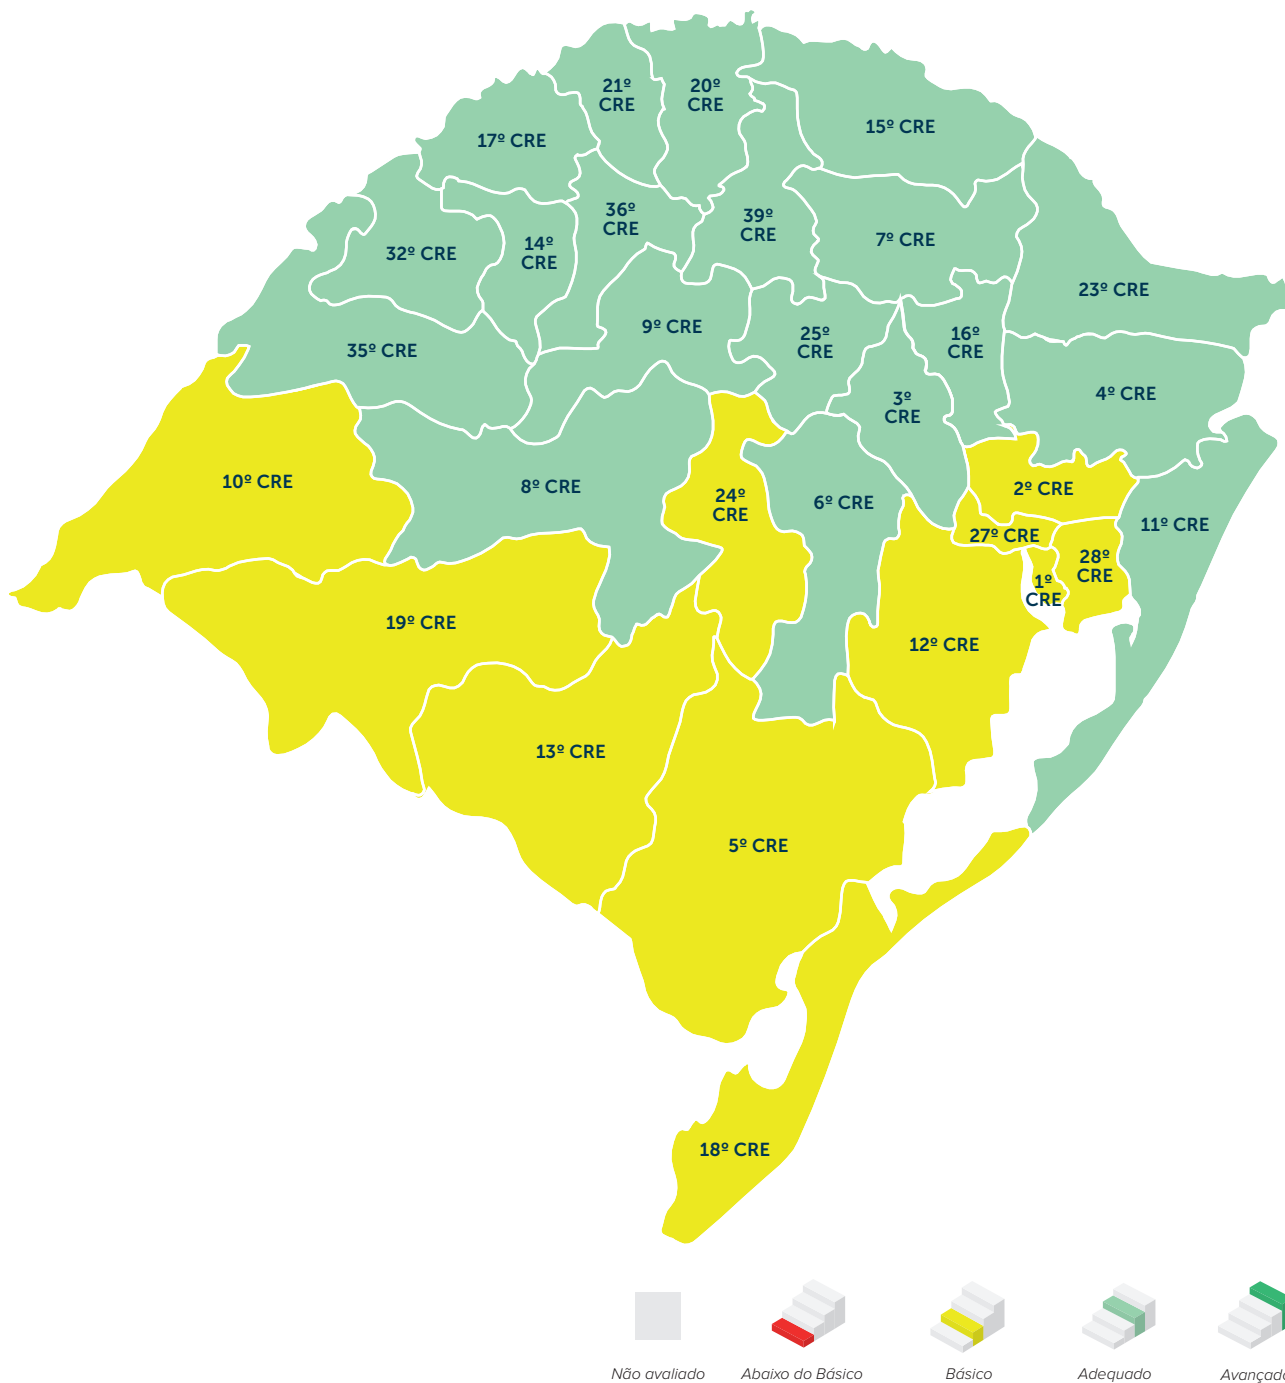 21º
CRE
20º
CRE
15º CRE
17º CRE
36º
CRE
39º
CRE
7º CRE
14º
CRE
32º CRE
23º CRE
9º CRE
25º
CRE
16º
CRE
35º CRE
3º
CRE
4º CRE
10º CRE
8º CRE
24º
CRE
6º CRE
2º CRE
11º CRE
27º CRE
28º
CRE
1º
CRE
19º CRE
12º CRE
13º CRE
5º CRE
18º CRE
Não avaliado
Abaixo do Básico
Básico
Adequado
Avançado